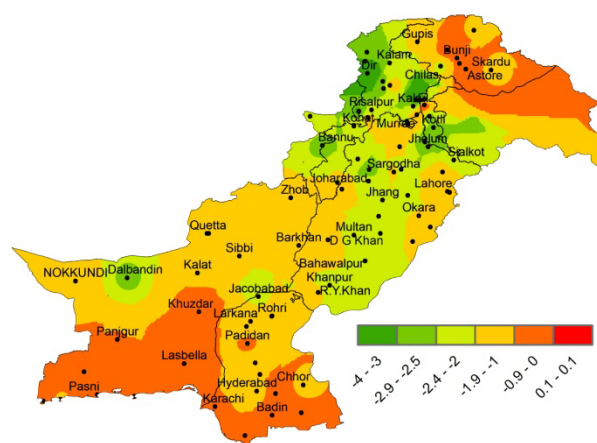 Gupis
Kalam
Bunji
Dir
Skardu
Chilas
Astore
Risalpur
Kohat
Kotli
Bannu
Jhelum
Sialkot
Sargodha
Joharabad
Lahore
Zhob
Jhang
Okara
Quetta
Multan
Barkhan
D G Khan
Sibbi
Bahawalpur
NOKKUNDI
Dalbandin
Kalat
Khanpur
Jacobabad
R.Y.Khan
Khuzdar
Larkana
Rohri
Panjgur
Padidan
Lasbella
Pasni
Hyderabad
Chhor
Karachi
Badin
-4 - -3
-2.9 - -2.5
-2.4 - -2
-1.9 - -1
-0.9 - 0
0.1 - 0.1